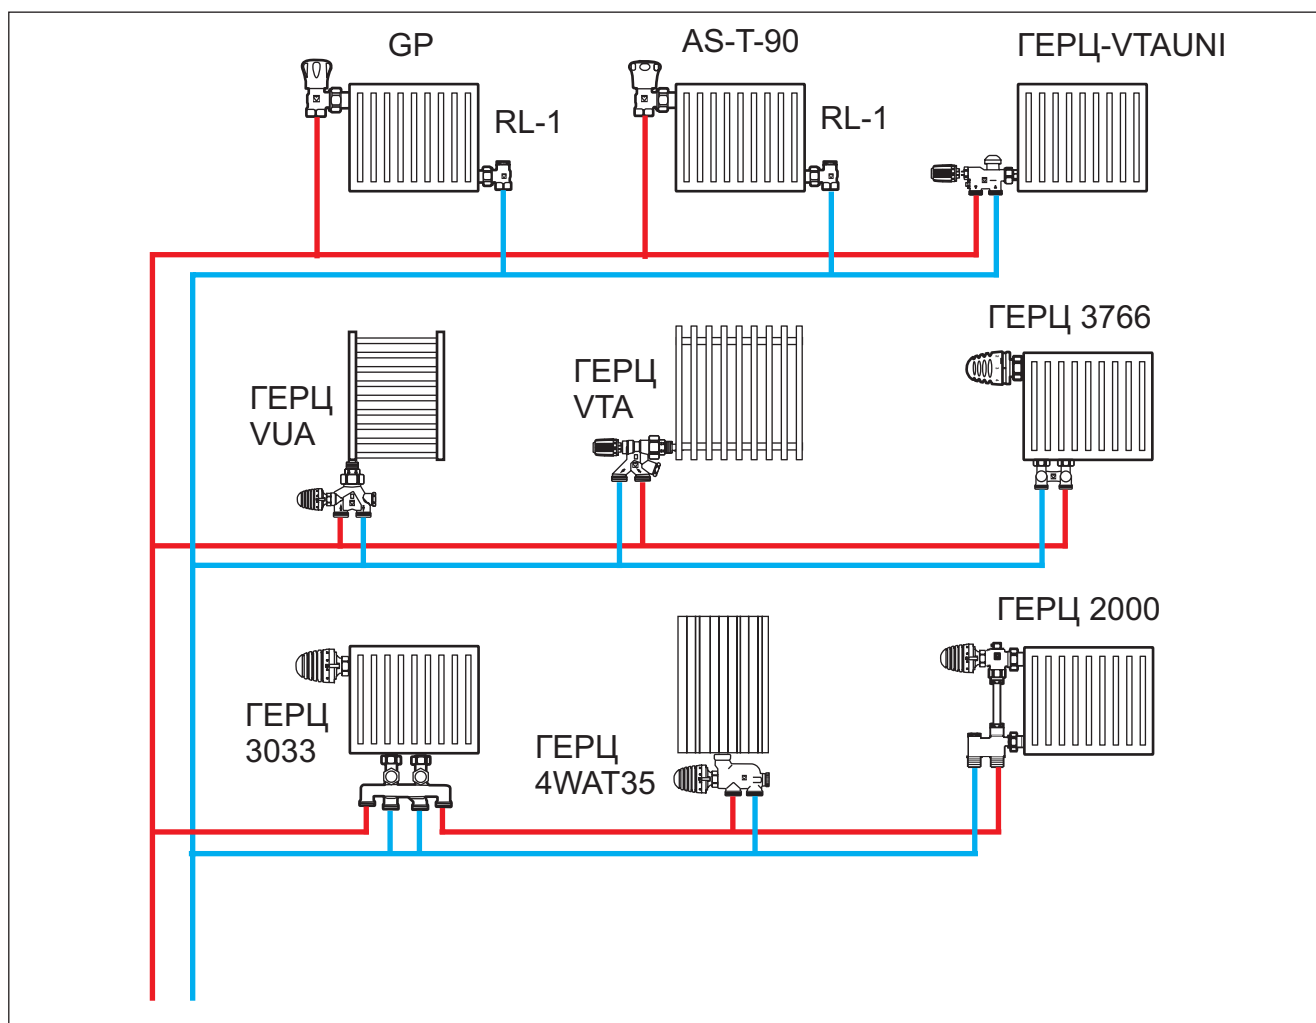 GP
AS-T-90
ГЕРЦ-VTAUNI
RL-1
RL-1
ГЕРЦ 3766
ГЕРЦ
VUA
ГЕРЦ
VTA
ГЕРЦ 2000
ГЕРЦ
3033
ГЕРЦ
4WAT35